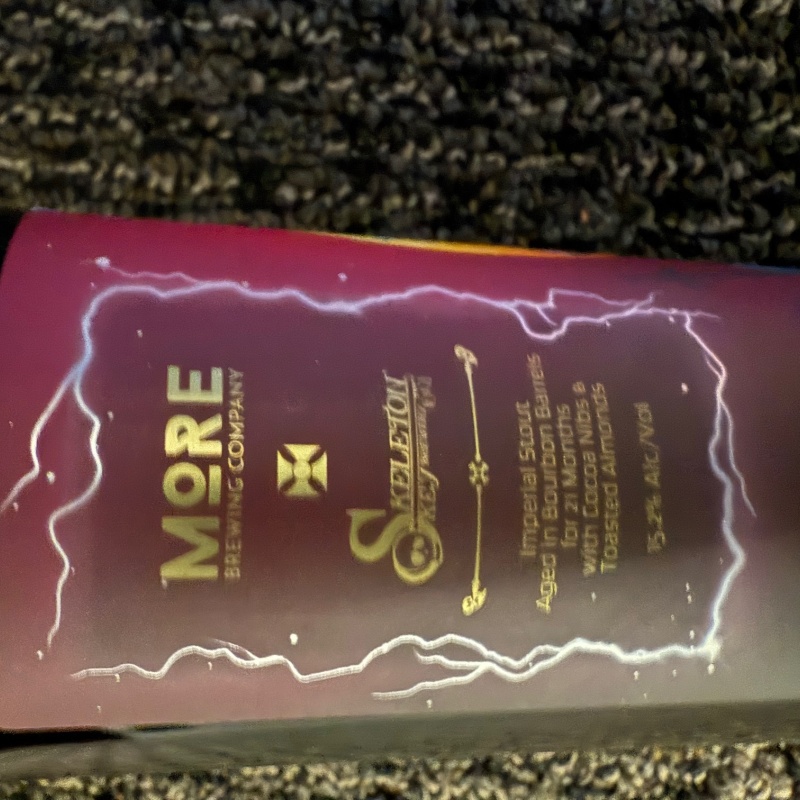 MORE
BREWING COMPANY
SKELETON
KEY
Imperial Stout
Aged In Bourbon Barrels
for 21 Months
with Cocoa Nibs &
Toasted Almonds
15.2% Alc/Vol